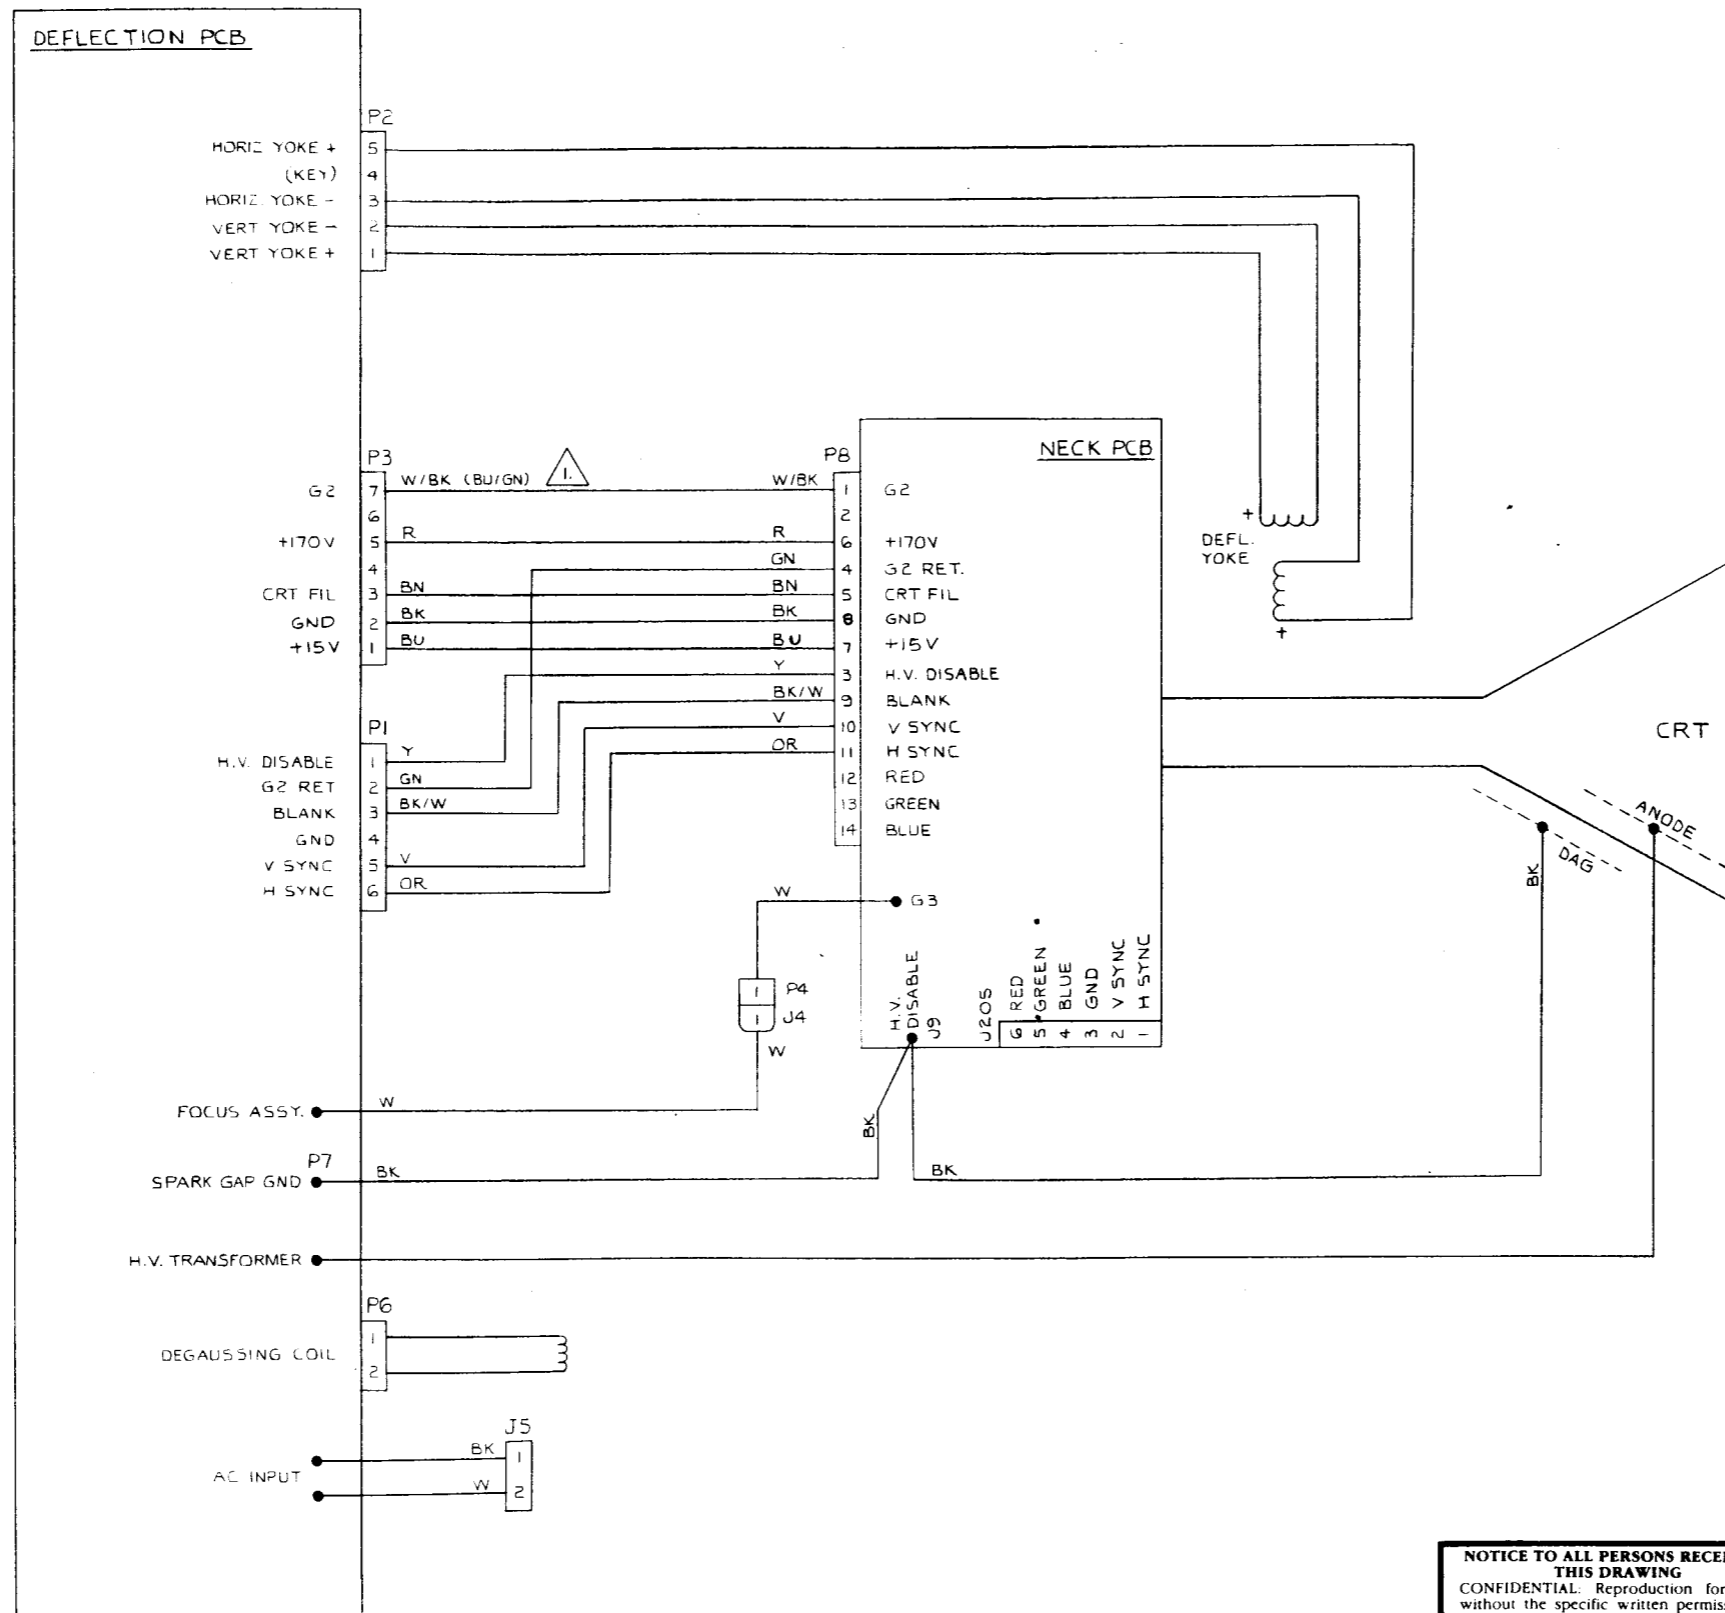 DEFLECTION PCB
P2
HORIZ YOKE + 5
(KEY) 4
HORIZ. YOKE - 3
VERT YOKE - 2
VERT YOKE + 1
NECK PCB
P3
P8
G2 7 W/BK (BU/GN) 1. W/BK 1 G2
6 2
+170V 5 R R 6 +170V
4 GN 4 G2 RET.
CRT FIL 3 BN BN 5 CRT FIL
GND 2 BK BK 8 GND
+15V 1 BU BU 7 +15V
Y 3 H.V. DISABLE
BK/W 9 BLANK
V 10 V SYNC
OR 11 H SYNC
12 RED
13 GREEN
14 BLUE
+
DEFL.
YOKE
+
CRT
P1
H.V. DISABLE 1 Y
G2 RET 2 GN
BLANK 3 BK/W
GND 4
V SYNC 5 V
H SYNC 6 OR
ANODE
DAG
BK
W G3
1 P4
1 J4
W
H.V.
DISABLE
J9
J205
6 RED
5 GREEN
4 BLUE
3 GND
2 V SYNC
1 H SYNC
FOCUS ASSY. W
BK
P7
SPARK GAP GND BK
BK
H.V. TRANSFORMER
P6
1
DEGAUSSING COIL
2
J5
BK 1
AC INPUT
W 2
NOTICE TO ALL PERSONS RECEI
THIS DRAWING
CONFIDENTIAL: Reproduction for
without the specific written permiss